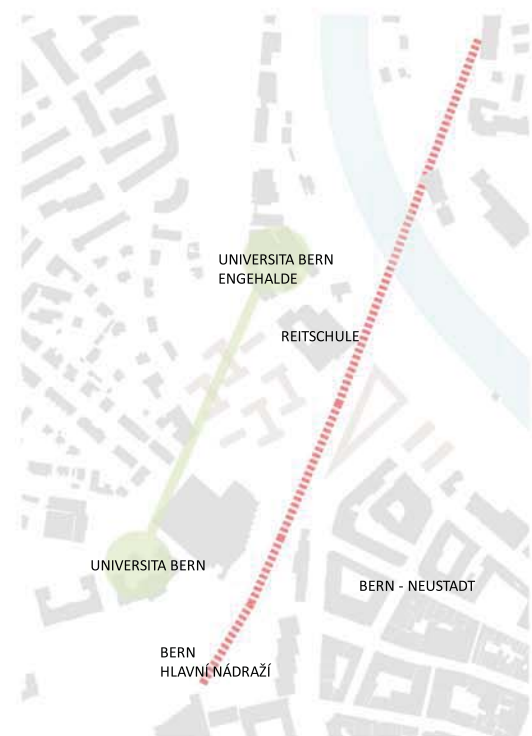 UNIVERSITA BERN
ENGEHALDE
REITSCHULE
UNIVERSITA BERN
BERN - NEUSTADT
BERN
HLAVNÍ NÁDRAŽÍ